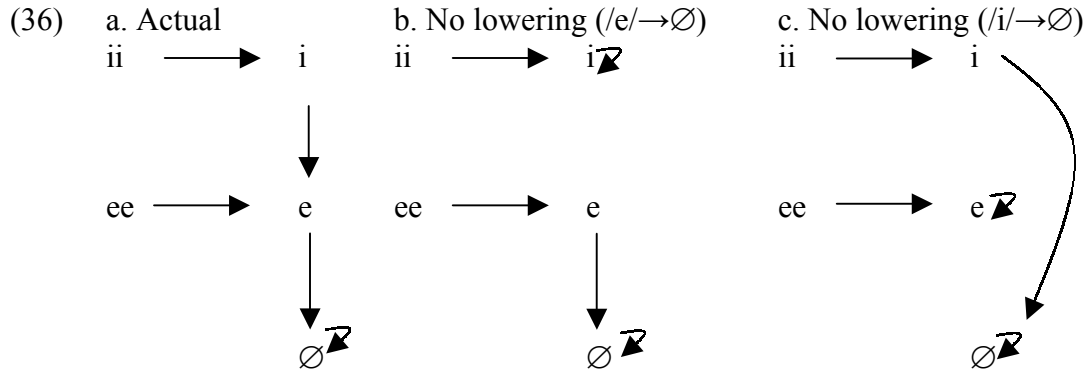 (36) a. Actual b. No lowering (/e/→∅) c. No lowering (/i/→∅)
ii i ii i ii i
ee e ee e ee e
∅ ∅ ∅